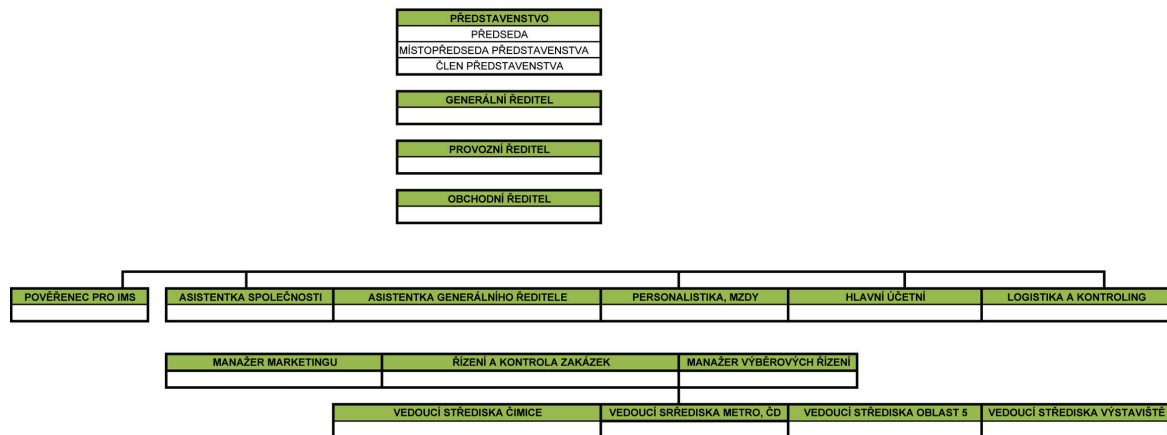 PŘEDSTAVENSTVO
PŘEDSEDA
MÍSTOPŘEDSEDA PŘEDSTAVENSTVA
ČLEN PŘEDSTAVENSTVA
GENERÁLNÍ ŘEDITEL
PROVOZNÍ ŘEDITEL
OBCHODNÍ ŘEDITEL
POVĚŘENEC PRO IMS
ASISTENTKA SPOLEČNOSTI
ASISTENTKA GENERÁLNÍHO ŘEDITELE
PERSONALISTIKA, MZDY
HLAVNÍ ÚČETNÍ
LOGISTIKA A KONTROLING
MANAŽER MARKETINGU
ŘÍZENÍ A KONTROLA ZAKÁZEK
MANAŽER VÝBĚROVÝCH ŘÍZENÍ
VEDOUCÍ STŘEDISKA ČIMICE
VEDOUCÍ SRŘEDISKA METRO, ČD
VEDOUCÍ STŘEDISKA OBLAST 5
VEDOUCÍ STŘEDISKA VÝSTAVIŠTĚ